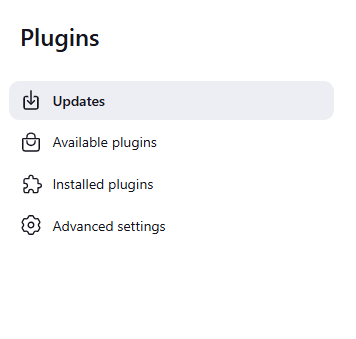 Plugins
Updates
Available plugins
Installed plugins
Advanced settings